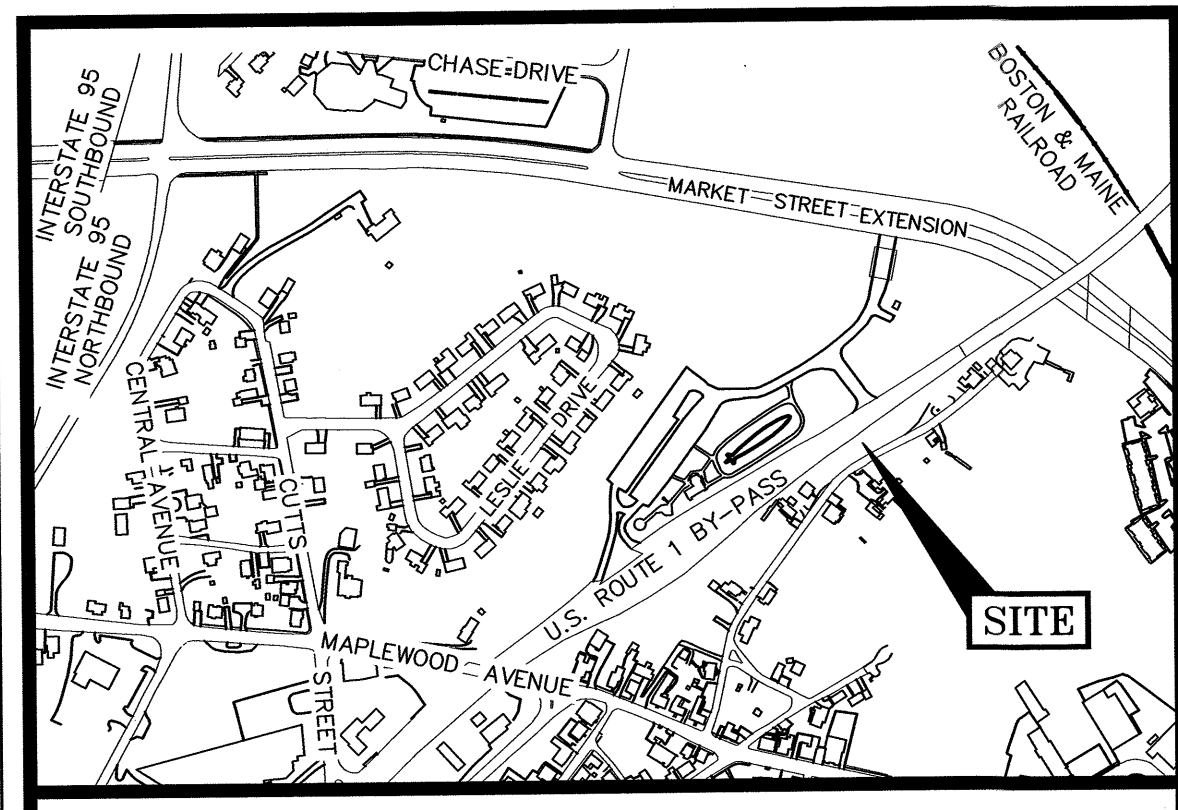 CHASE DRIVE
BOSTON & MAINE
RAILROAD
INTERSTATE 95
SOUTHBOUND
INTERSTATE 95
NORTHBOUND
MARKET STREET EXTENSION
CENTRAL AVENUE
CUTTS
STREET
LESLIE DRIVE
U.S. ROUTE 1 BY-PASS
SITE
MAPLEWOOD AVENUE